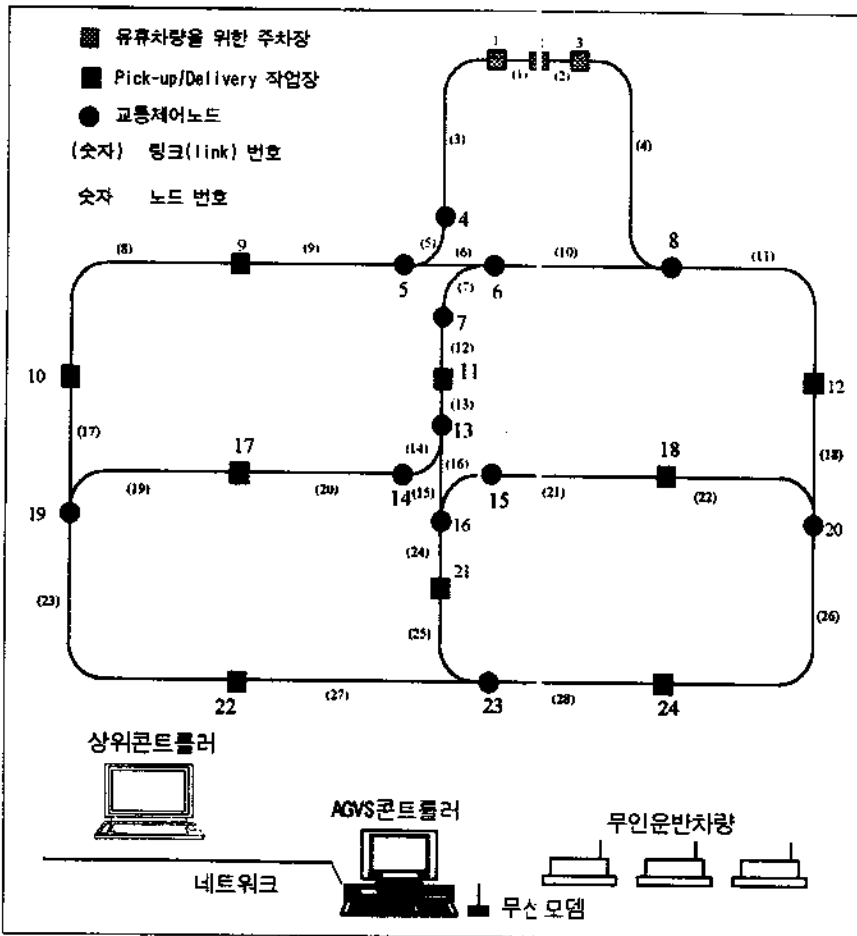 유휴차량을 위한 주차장
Pick-up/Delivery 작업장
교통제어노드
(숫자) 링크(link) 번호
숫자 노드 번호
1 3
(1) (2)
(3) (4)
4
(8) 9 (9) (5) (6) (10) 8 (11)
5 6
(7)
7
(12)
10 11 12
(13)
(17) 13
17 (14) (16) 18 (18)
(19) (20) 14 (15) 15 (21) (22)
19 16 20
(24)
21
(23) (26)
(25)
(27) (28)
22 23 24
상위콘트롤러
AGVS콘트롤러
무인운반차량
네트워크
무선 모뎀